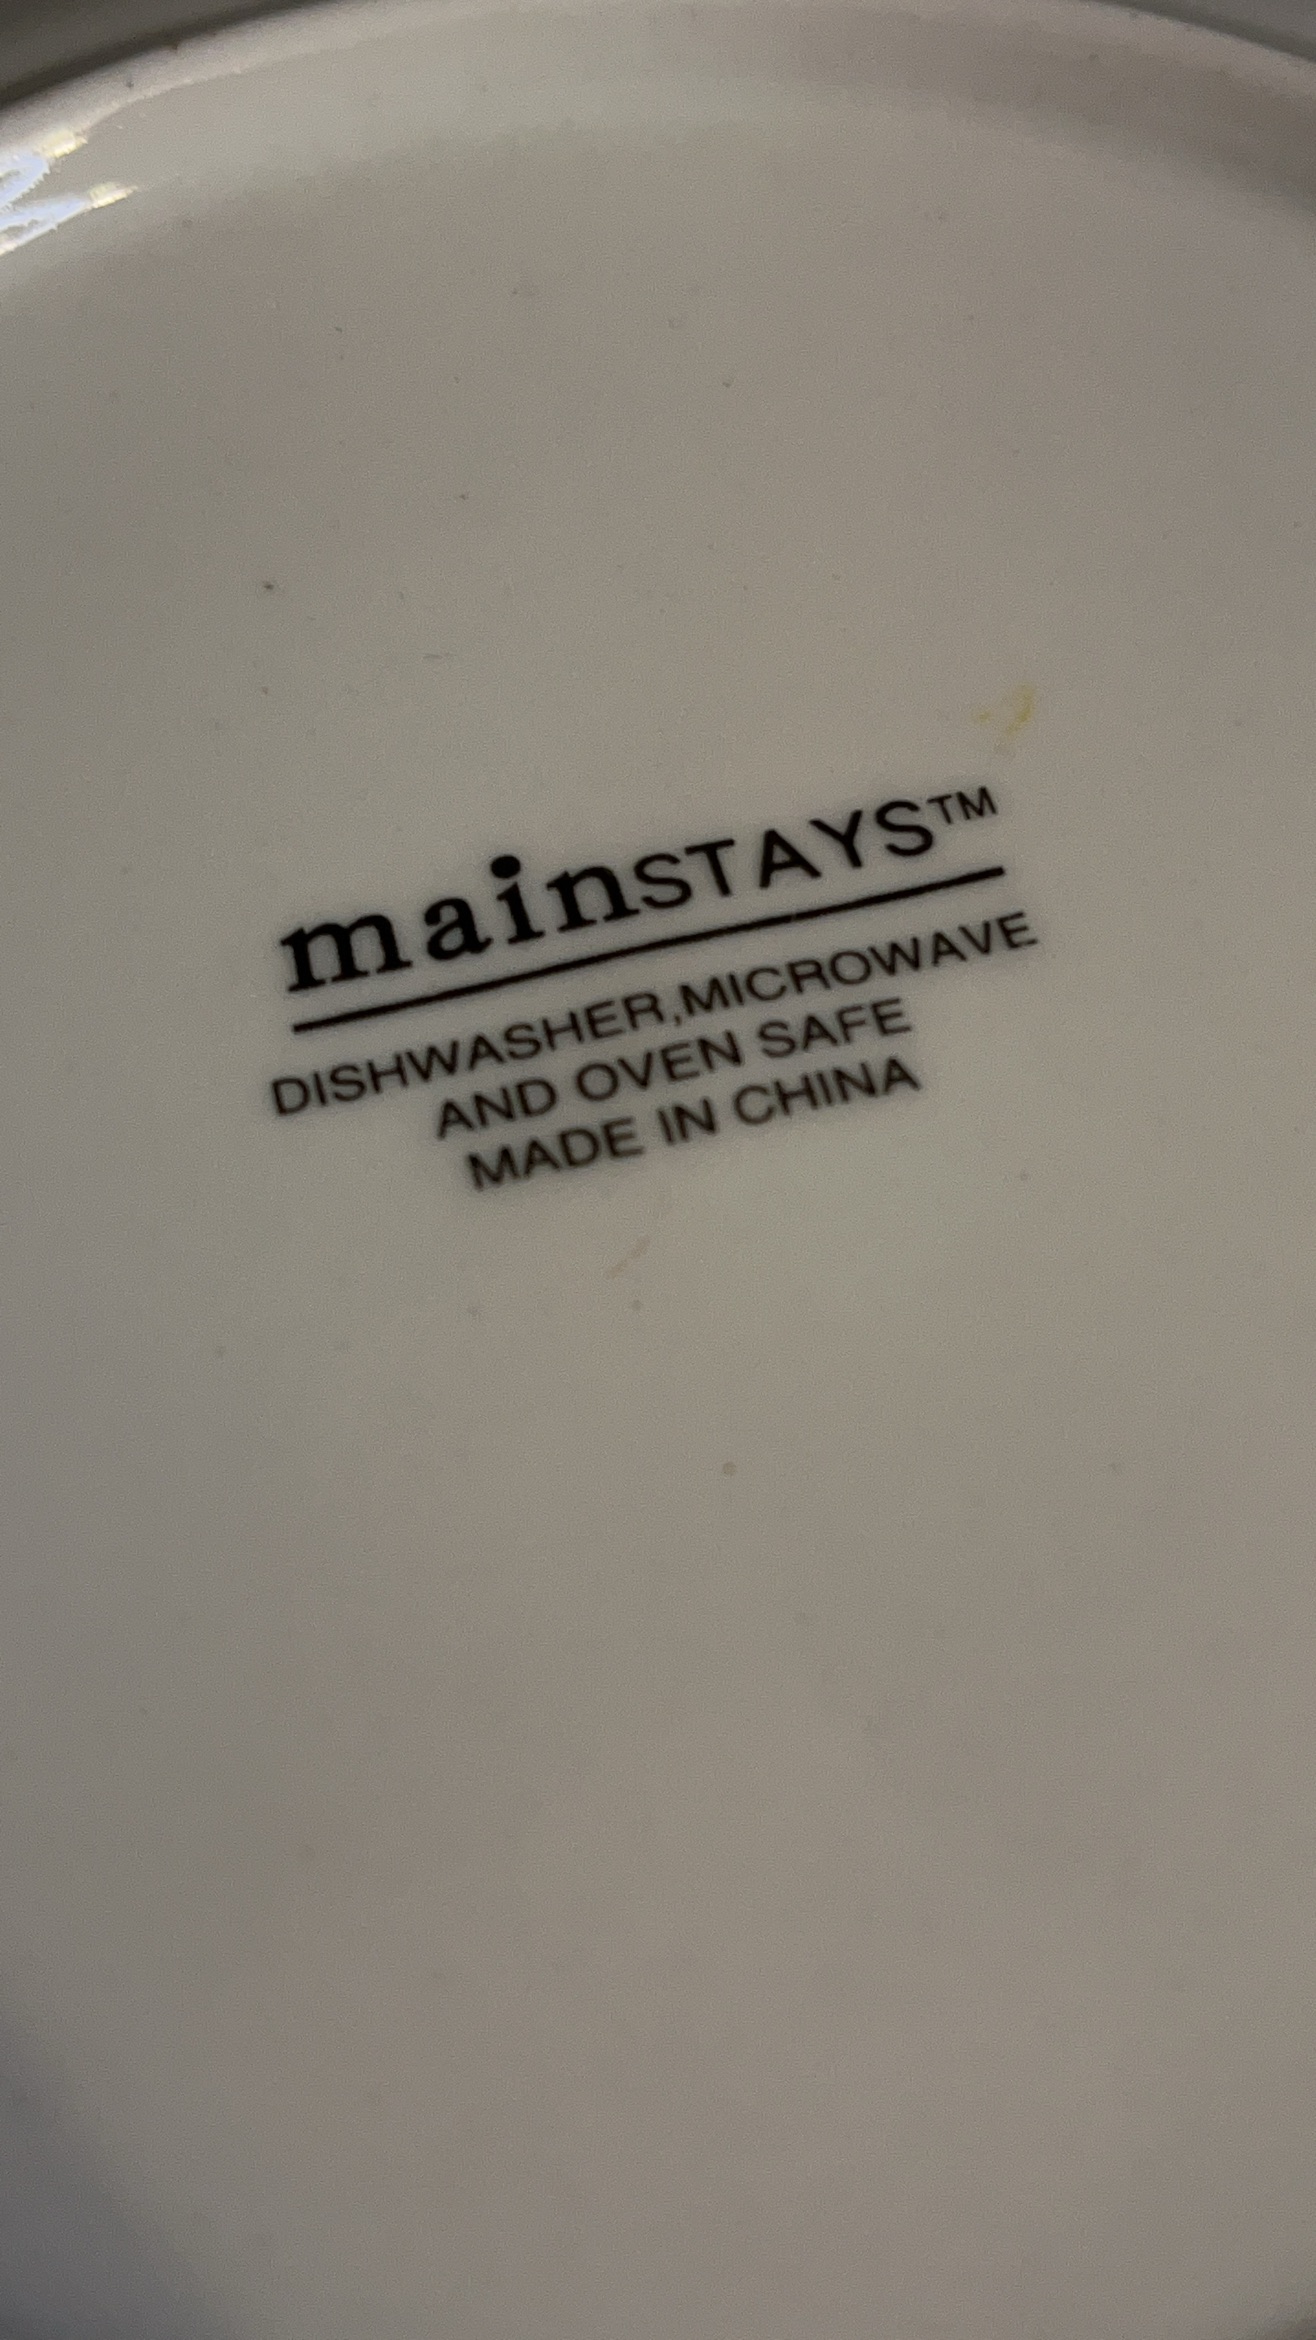 mainSTAYS™
DISHWASHER,MICROWAVE
AND OVEN SAFE
MADE IN CHINA